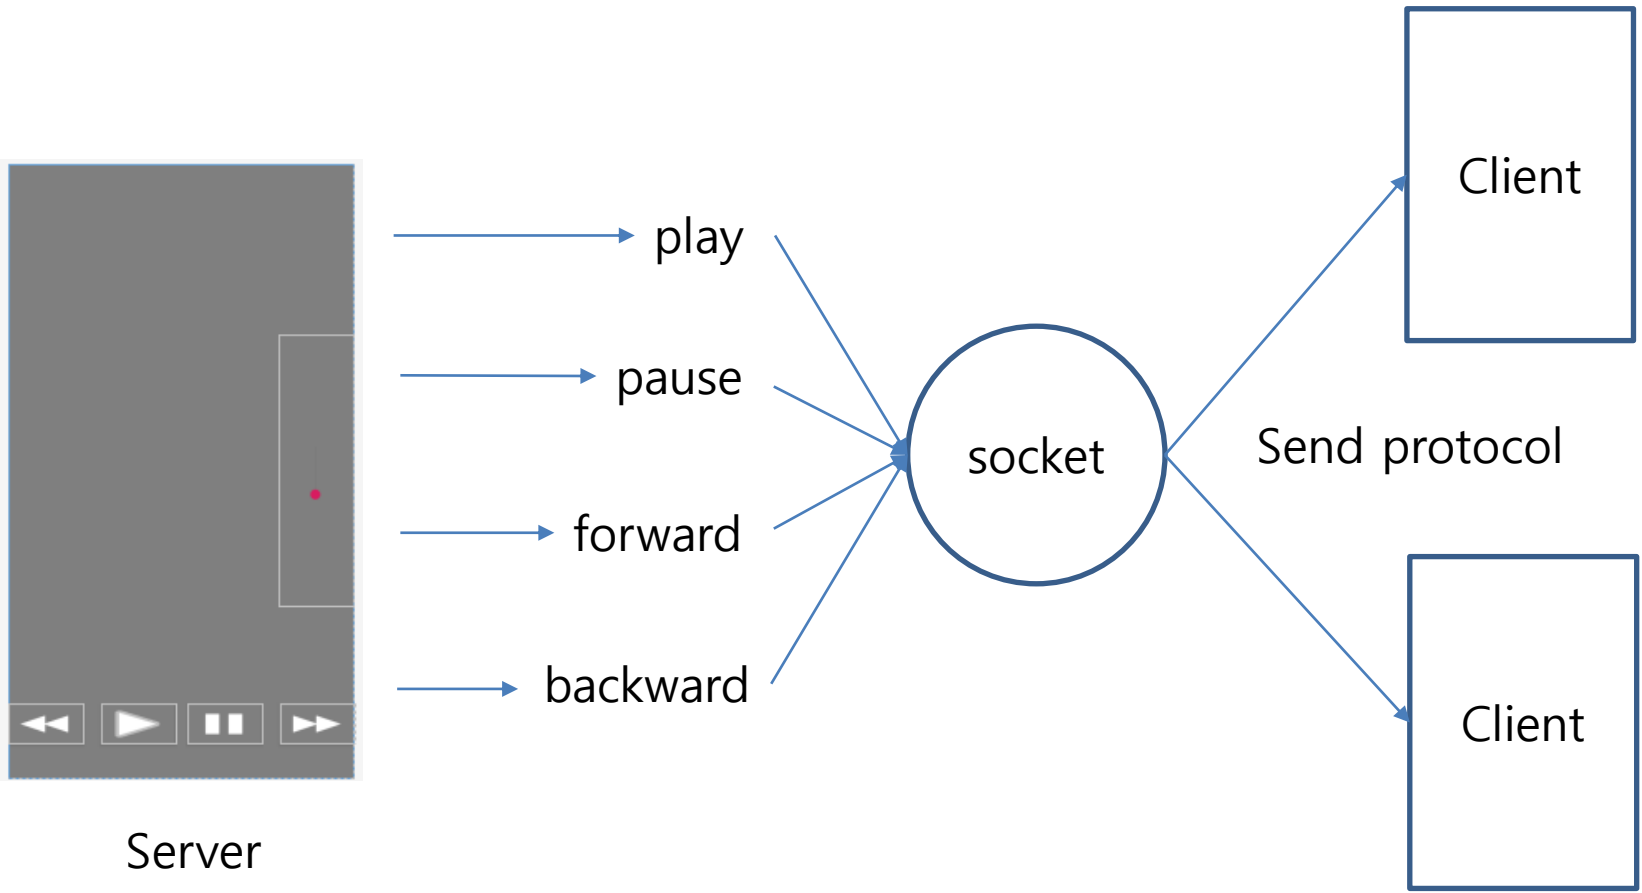 play
pause
forward
backward
socket
Send protocol
Client
Client
Server